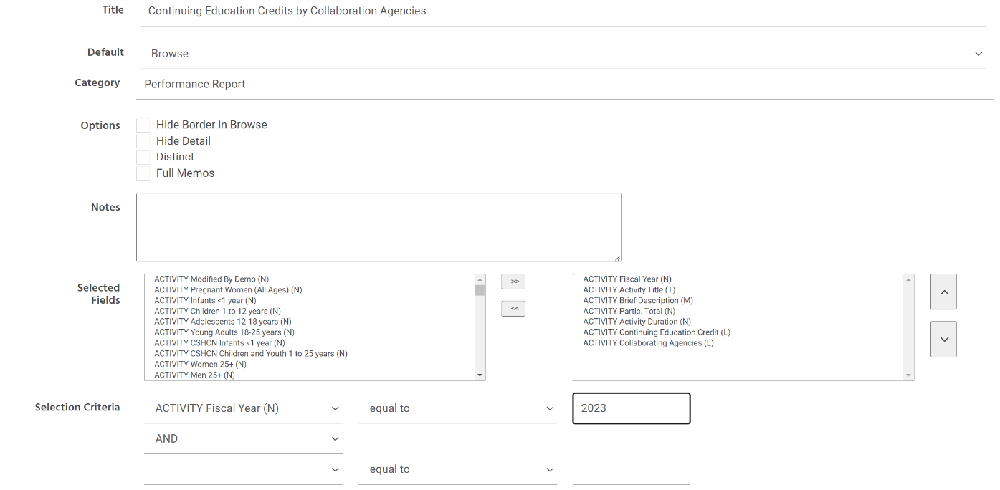 Title Continuing Education Credits by Collaboration Agencies
Default Browse
Category Performance Report
Options Hide Border in Browse
Hide Detail
Distinct
Full Memos
Notes
Selected Fields
ACTIVITY Modified By Demo (N)
ACTIVITY Pregnant Women (All Ages) (N)
ACTIVITY Infants <1 year (N)
ACTIVITY Children 1 to 12 years (N)
ACTIVITY Adolescents 12-18 years (N)
ACTIVITY Young Adults 18-25 years (N)
ACTIVITY CSHCN Infants <1 year (N)
ACTIVITY CSHCN Children and Youth 1 to 25 years (N)
ACTIVITY Women 25+ (N)
ACTIVITY Men 25+ (N)
>>
<<
ACTIVITY Fiscal Year (N)
ACTIVITY Activity Title (T)
ACTIVITY Brief Description (M)
ACTIVITY Partic. Total (N)
ACTIVITY Activity Duration (N)
ACTIVITY Continuing Education Credit (L)
ACTIVITY Collaborating Agencies (L)
Selection Criteria ACTIVITY Fiscal Year (N) equal to 2023
AND
equal to